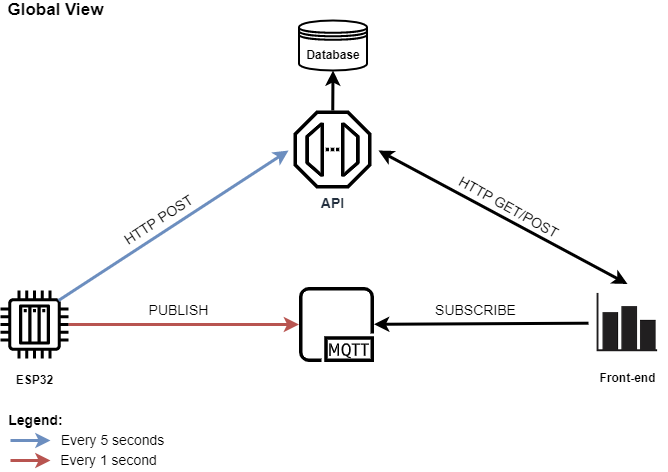 Global View
Database
API
HTTP POST
HTTP GET/POST
PUBLISH
SUBSCRIBE
MQTT
ESP32
Front-end
Legend:
Every 5 seconds
Every 1 second